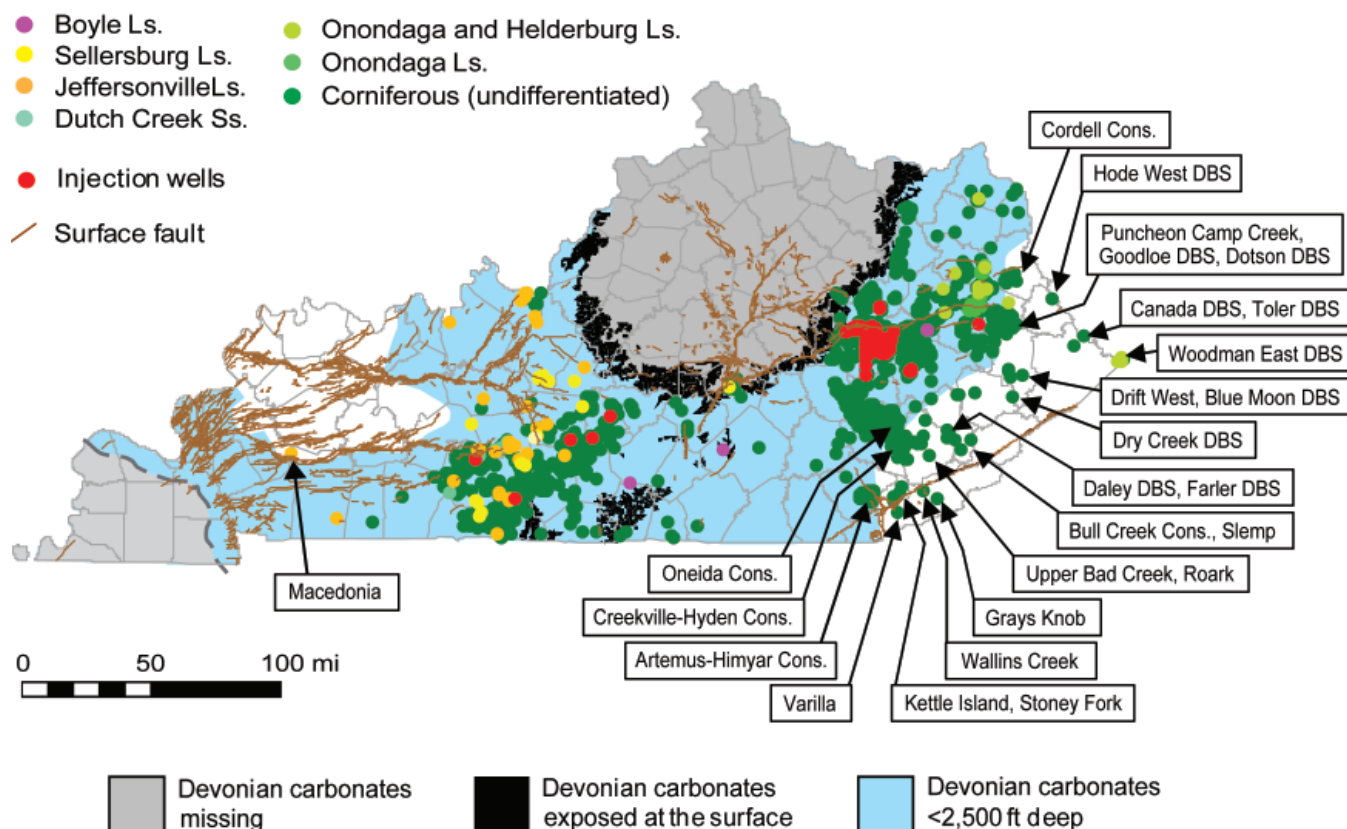 Boyle Ls.
Sellersburg Ls.
JeffersonvilleLs.
Dutch Creek Ss.
Injection wells
Surface fault
Onondaga and Helderburg Ls.
Onondaga Ls.
Corniferous (undifferentiated)
Cordell Cons.
Hode West DBS
Puncheon Camp Creek,
Goodloe DBS, Dotson DBS
Canada DBS, Toler DBS
Woodman East DBS
Drift West, Blue Moon DBS
Dry Creek DBS
Daley DBS, Farler DBS
Bull Creek Cons., Slemp
Upper Bad Creek, Roark
Grays Knob
Wallins Creek
Kettle Island, Stoney Fork
Varilla
Artemus-Himyar Cons.
Creekville-Hyden Cons.
Oneida Cons.
Macedonia
0 50 100 mi
Devonian carbonates
missing
Devonian carbonates
exposed at the surface
Devonian carbonates
<2,500 ft deep